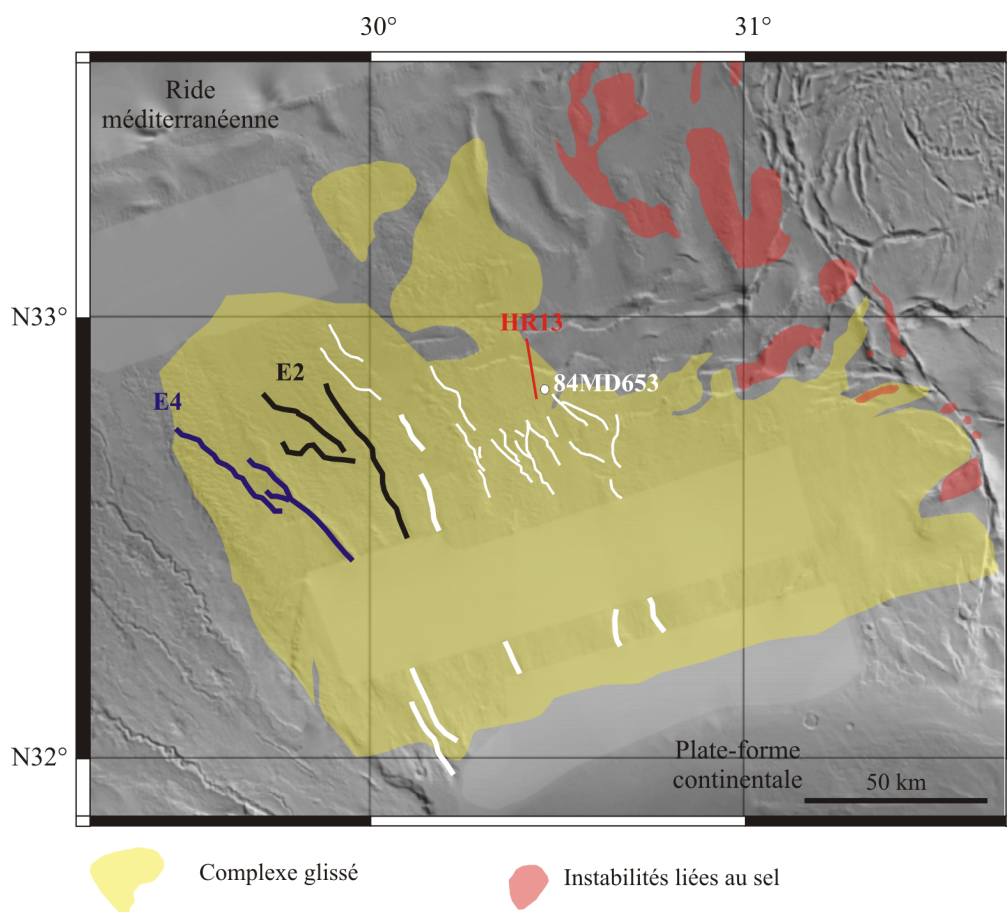 30°
31°
Ride
méditerranéenne
N33°
HR13
E2
84MD653
E4
N32°
Plate-forme
continentale
50 km
Complexe glissé
Instabilités liées au sel